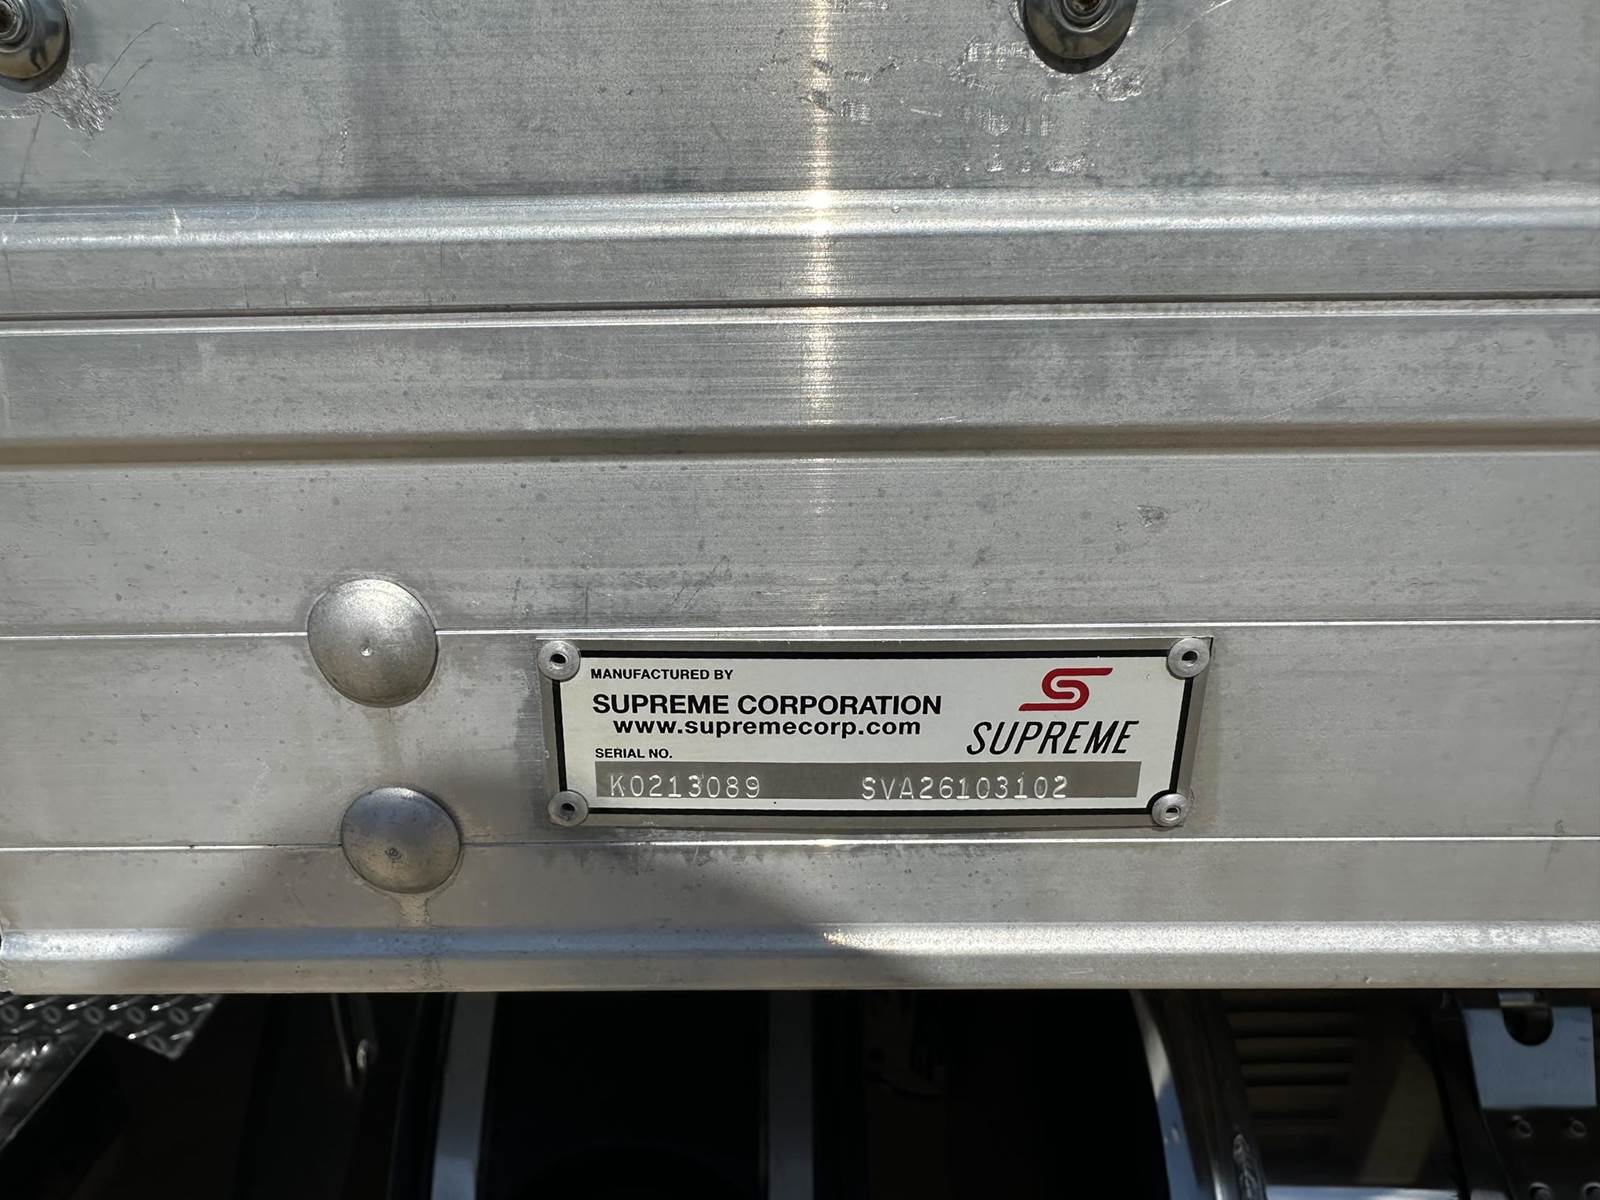 MANUFACTURED BY
SUPREME CORPORATION
www.supremecorp.com
SUPREME
SERIAL NO.
K0213089 SVA26103102